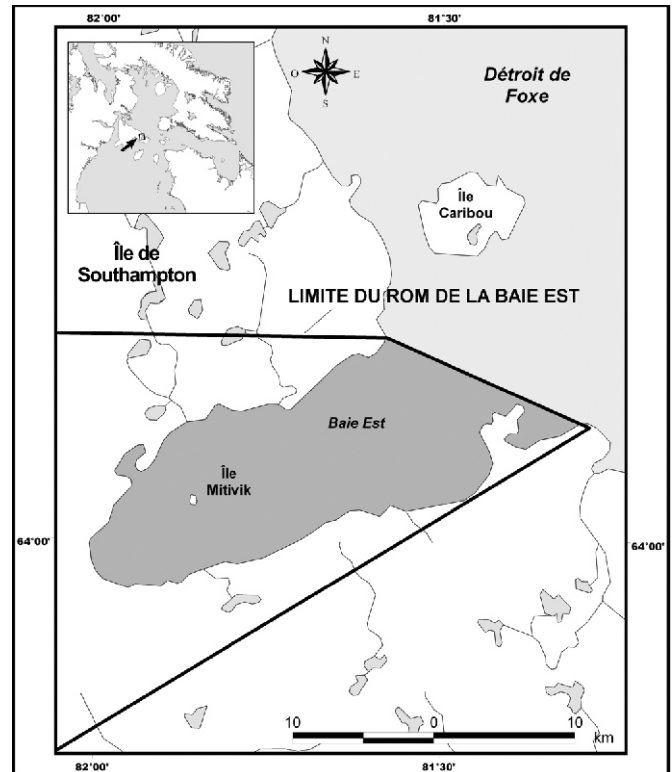 82°00'
81°30'
N
O
E
S
Détroit de
Foxe
Île
Caribou
Île de
Southampton
LIMITE DU ROM DE LA BAIE EST
Baie Est
Île
Mitivik
64°00'
64°00'
10
0
10
km
82°00'
81°30'